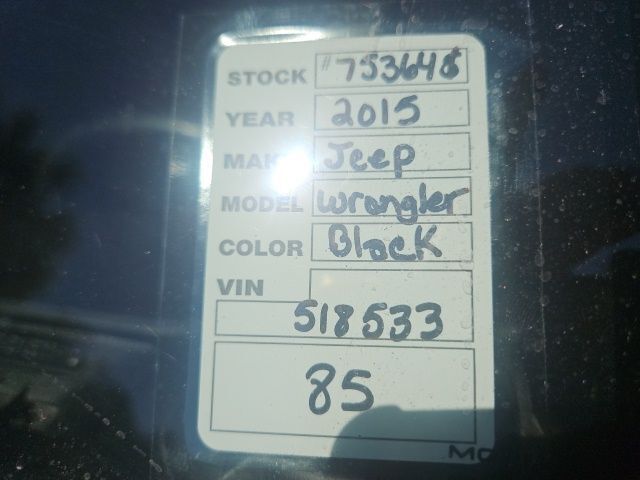 STOCK #753648
YEAR 2015
MAKE Jeep
MODEL Wrangler
COLOR Black
VIN
518533
85